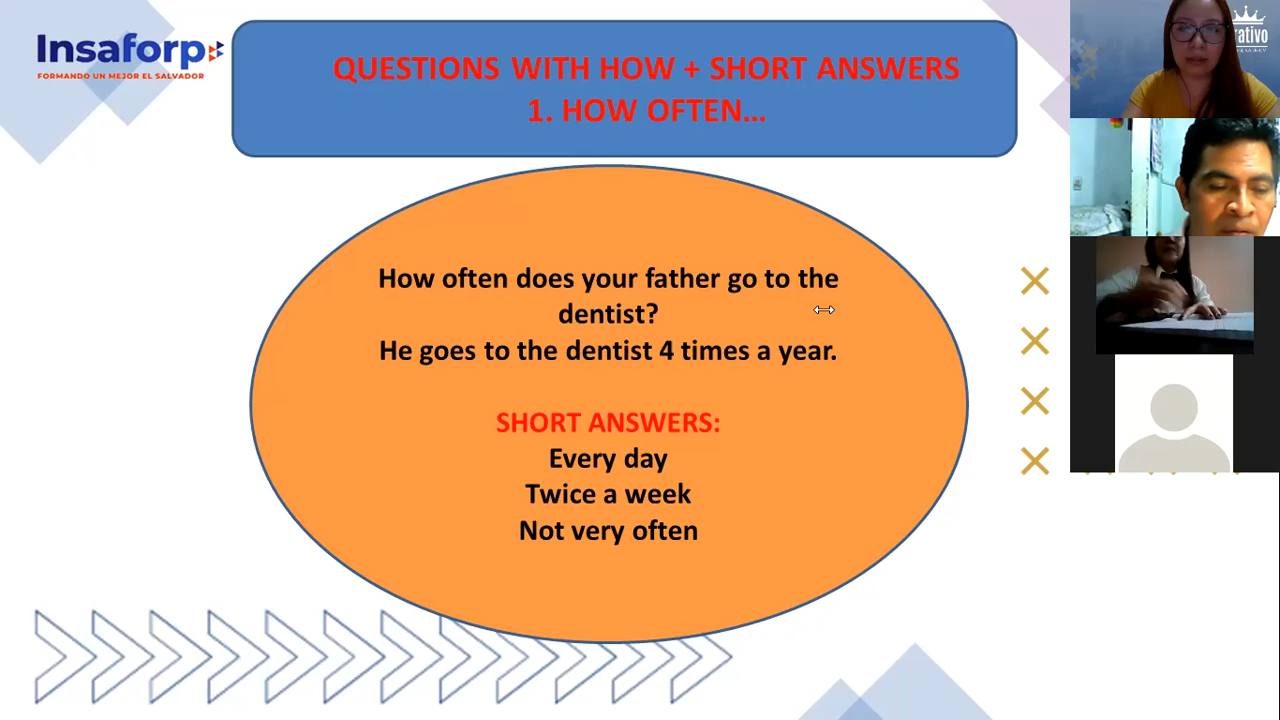 Insaforp
FORMANDO UN MEJOR EL SALVADOR
QUESTIONS WITH HOW + SHORT ANSWERS
1. HOW OFTEN...
rativo
How often does your father go to the
dentist?
He goes to the dentist 4 times a year.
SHORT ANSWERS:
Every day
Twice a week
Not very often